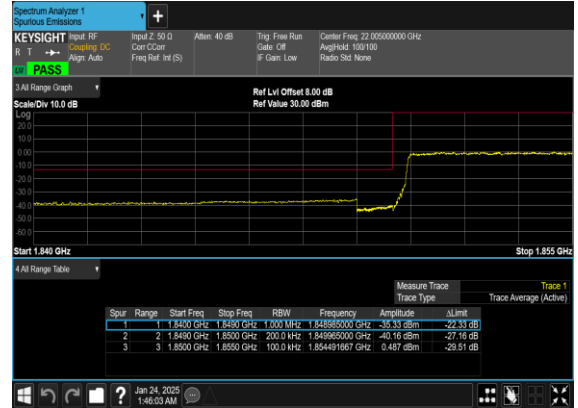 Spectrum Analyzer 1
Spurious Emissions
+
KEYSIGHT Input: RF Input Z: 50 Ω Atten: 40 dB Trig: Free Run Center Freq: 22.005000000 GHz
R T Coupling: DC Corr CCorr Gate: Off Avg|Hold: 100/100
Align: Auto Freq Ref: Int (S) IF Gain: Low Radio Std: None
PASS
3 All Range Graph
Ref Lvl Offset 8.00 dB
Scale/Div 10.0 dB Ref Value 30.00 dBm
Log
20.0
10.0
0.00
-10.0
-20.0
-30.0
-40.0
-50.0
-60.0
Start 1.840 GHz Stop 1.855 GHz
4 All Range Table
Measure Trace Trace 1
Trace Type Trace Average (Active)
Spur Range Start Freq Stop Freq RBW Frequency Amplitude ΔLimit
1 1 1.8400 GHz 1.8490 GHz 1.000 MHz 1.848965000 GHz -35.33 dBm -22.33 dB
2 2 1.8490 GHz 1.8500 GHz 200.0 kHz 1.849965000 GHz -40.16 dBm -27.16 dB
3 3 1.8500 GHz 1.8550 GHz 100.0 kHz 1.854491667 GHz 0.487 dBm -29.51 dB
?
Jan 24, 2025
1:46:03 AM